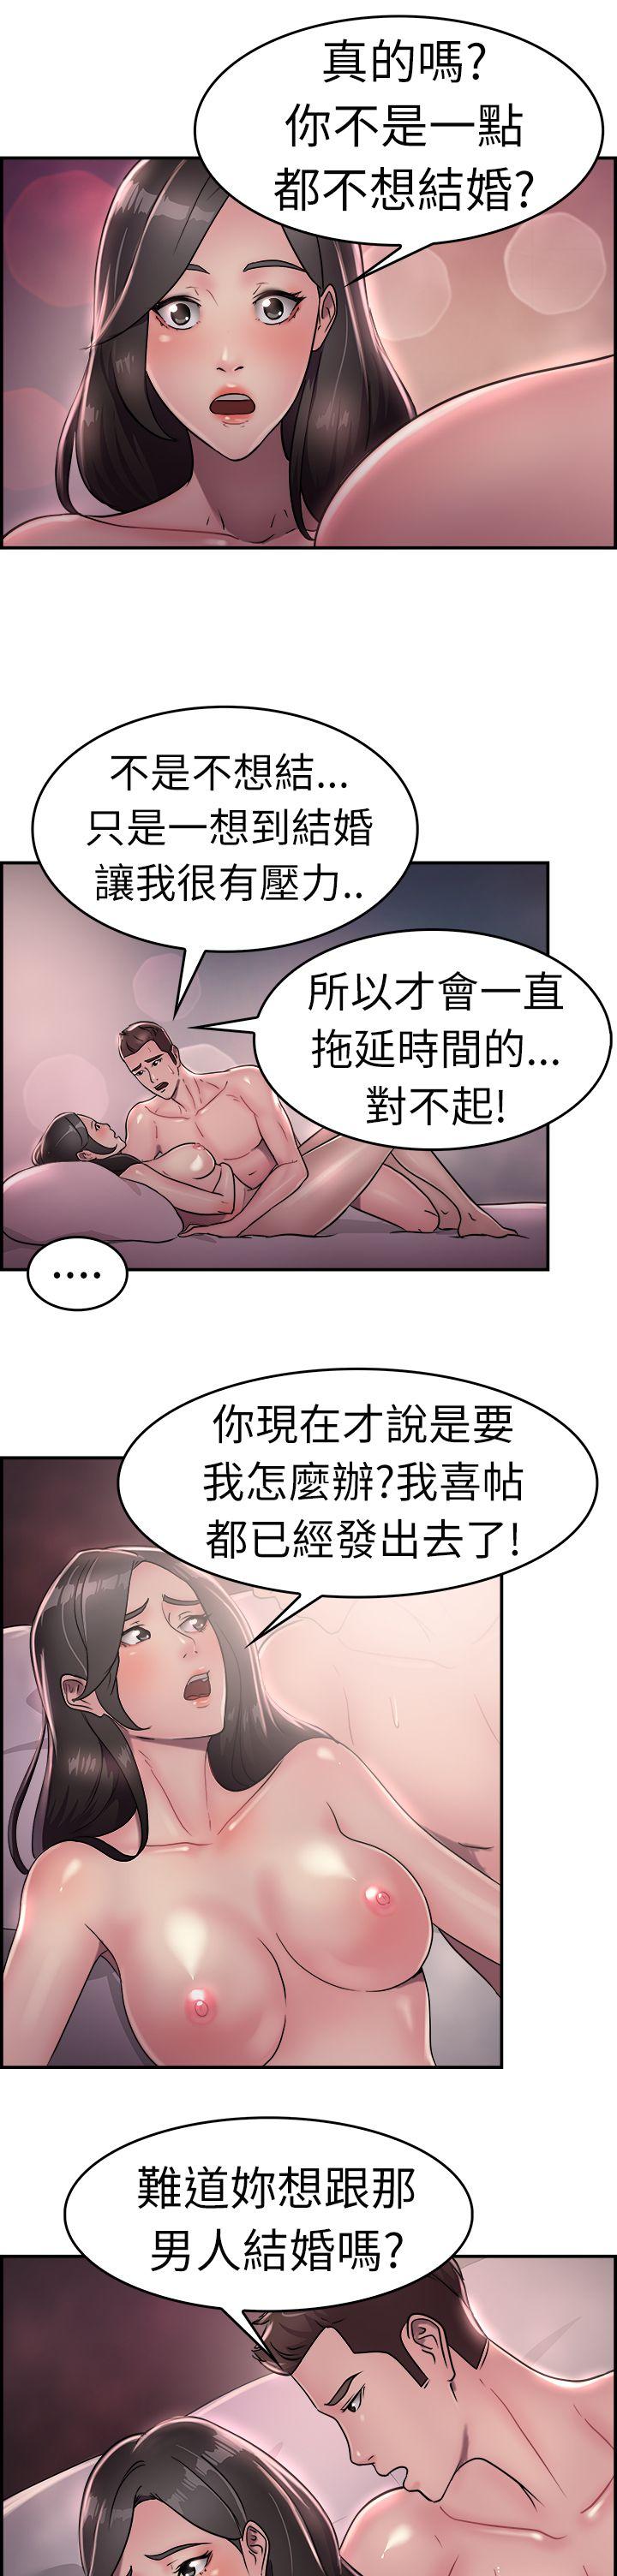 真的嗎?
你不是一點
都不想結婚?
不是不想結...
只是一想到結婚
讓我很有壓力..
所以才會一直
拖延時間的...
對不起!
....
你現在才說是要
我怎麼辦?我喜帖
都已經發出去了!
難道妳想跟那
男人結婚嗎?